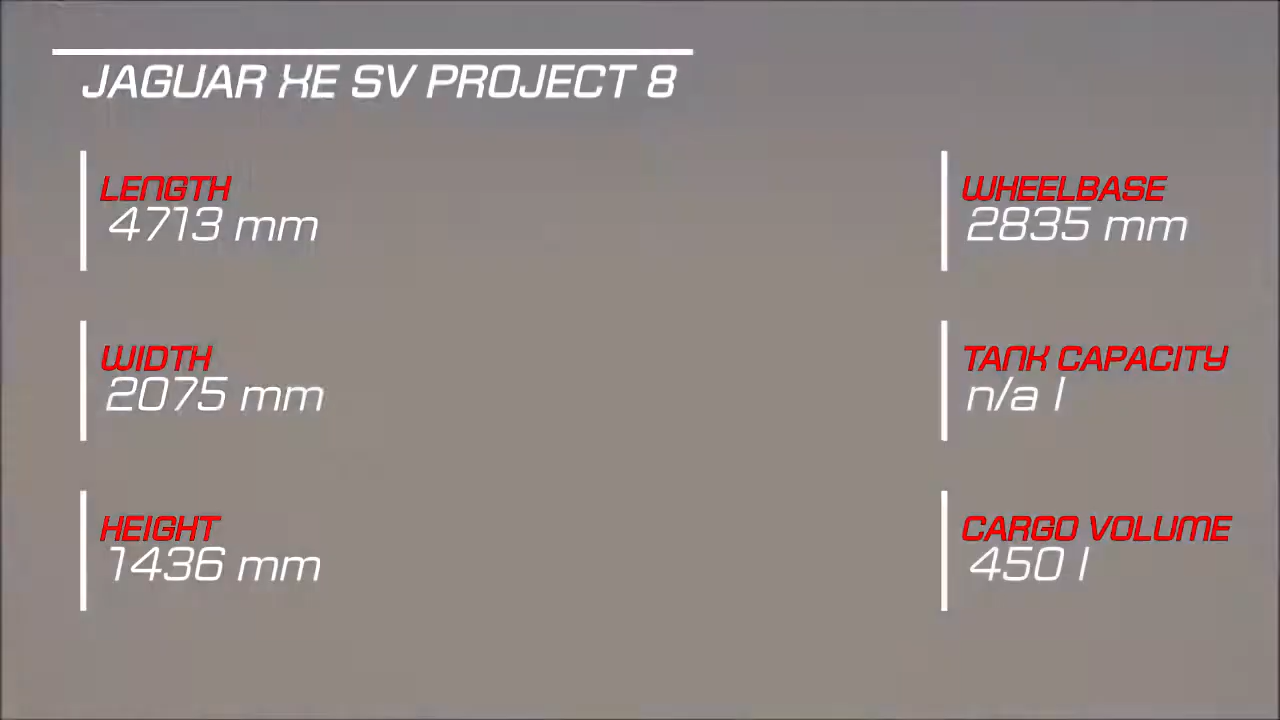 JAGUAR XE SV PROJECT 8
LENGTH
4713 mm
WIDTH
2075 mm
HEIGHT
1436 mm
WHEELBASE
2835 mm
TANK CAPACITY
n/a l
CARGO VOLUME
450 l